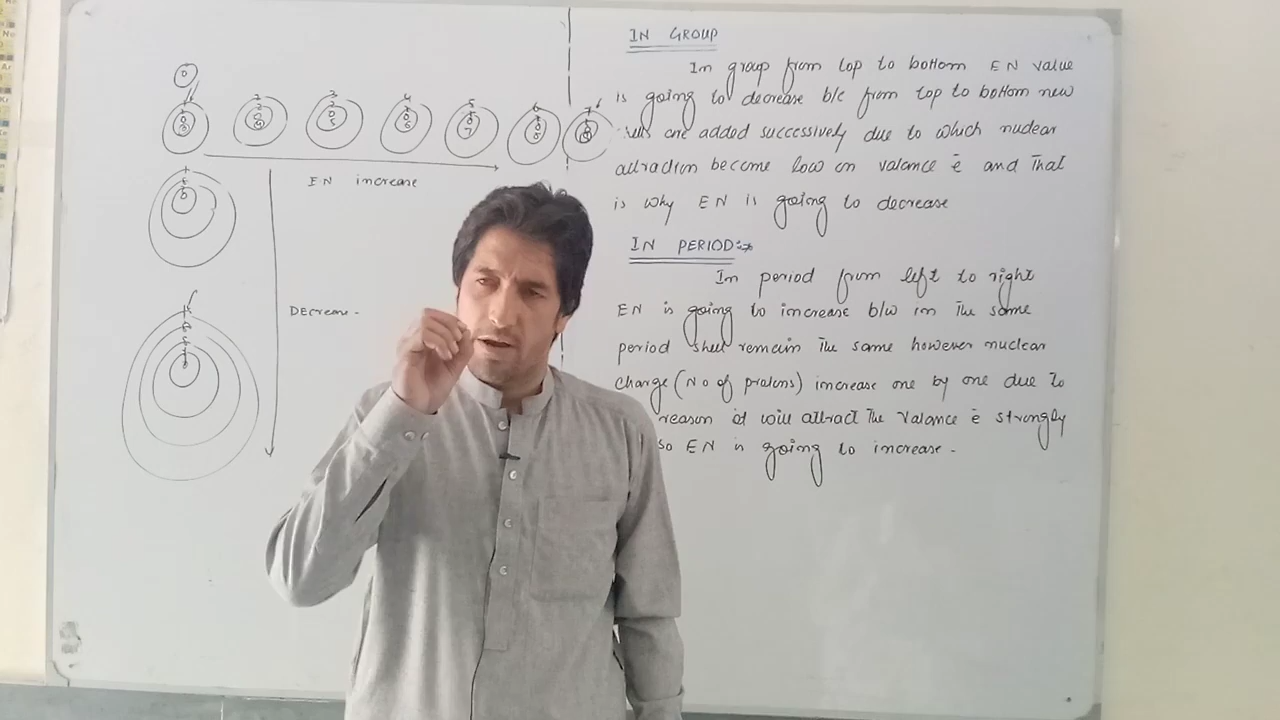 IN GROUP
In group from top to bottom EN value
is going to decrease b/c from top to bottom new
are added successively due to which nuclear
attraction become low on valance ē and That
is why EN is going to decrease
IN PERIOD:→
In period from left to right
EN is going to increase b/w in The same
period shell remain The same however nuclear
charge (No of protons) increase one by one due to
reason it will attract The valance ē strongly
so EN is going to increase -
EN increase
Decrease -